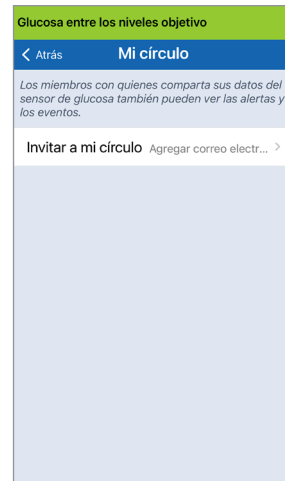 Glucosa entre los niveles objetivo
Atrás Mi círculo
Los miembros con quienes comparta sus datos del
sensor de glucosa también pueden ver las alertas y
los eventos.
Invitar a mi círculo Agregar correo electr...